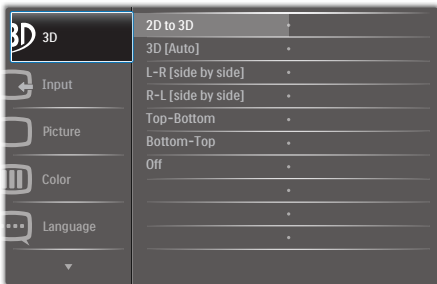 3D
3D
Input
Picture
Color
Language
2D to 3D
3D [Auto]
L-R [side by side]
R-L [side by side]
Top-Bottom
Bottom-Top
Off